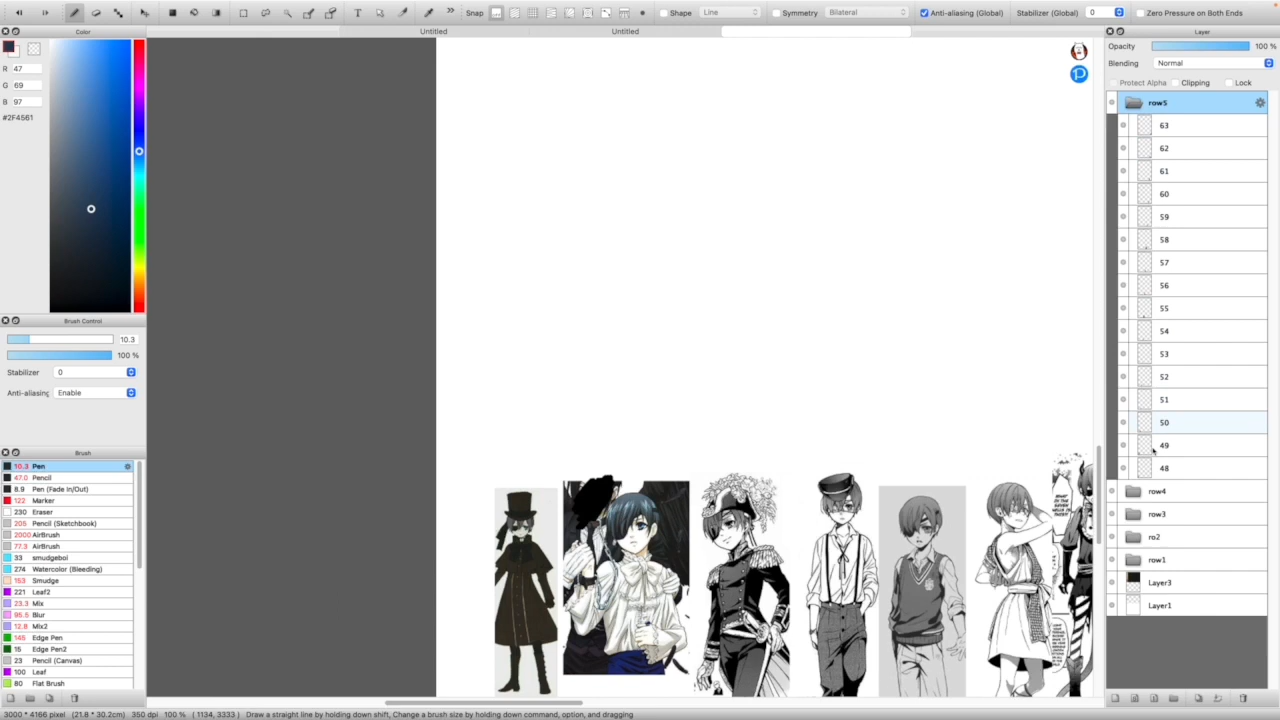 Snap
Shape
Line
Symmetry
Bilateral
Anti-aliasing (Global)
Stabilizer (Global)
0
Zero Pressure on Both Ends
Color
Untitled
Untitled
Layer
R 47
G 69
B 97
#2F4561
Opacity
100 %
Blending
Normal
Protect Alpha
Clipping
Lock
row5
63
62
61
60
59
58
57
56
55
54
53
52
51
50
49
48
row4
row3
ro2
row1
Layer3
Layer1
Brush Control
10.3
100 %
Stabilizer
0
Anti-aliasing
Enable
Brush
10.3 Pen
47.0 Pencil
8.9 Pen (Fade In/Out)
122 Marker
230 Eraser
205 Pencil (Sketchbook)
2000 AirBrush
77.3 AirBrush
33 smudgeboi
274 Watercolor (Bleeding)
153 Smudge
221 Leaf2
23.3 Mix
95.5 Blur
12.8 Mix2
145 Edge Pen
15 Edge Pen2
23 Pencil (Canvas)
100 Leaf
80 Flat Brush
3000 * 4166 pixel (21.8 * 30.2cm) 350 dpi 100 % ( 1134, 3333 ) Draw a straight line by holding down shift, Change a brush size by holding down command, option, and dragging